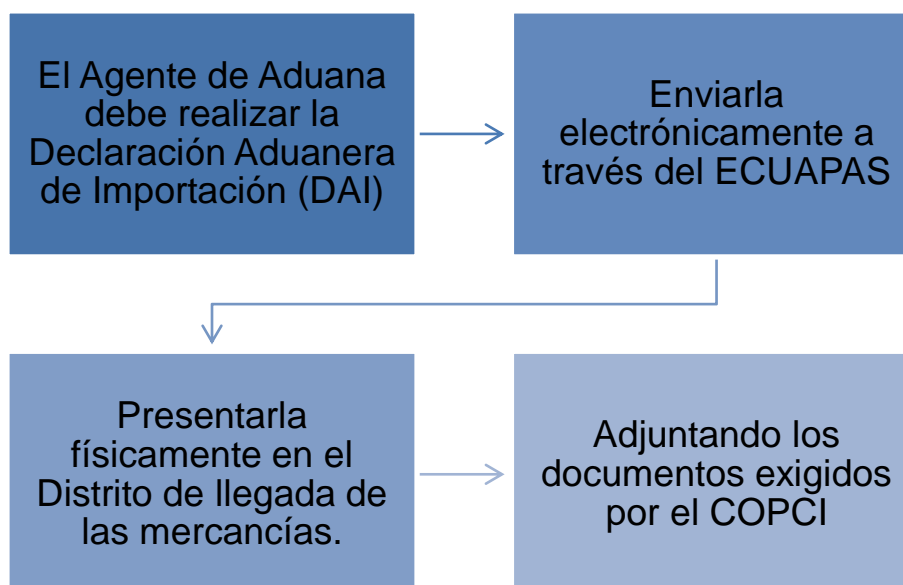 El Agente de Aduana
debe realizar la
Declaración Aduanera
de Importación (DAI)
Enviarla
electrónicamente a
través del ECUAPAS
Presentarla
físicamente en el
Distrito de llegada de
las mercancías.
Adjuntando los
documentos exigidos
por el COPCI